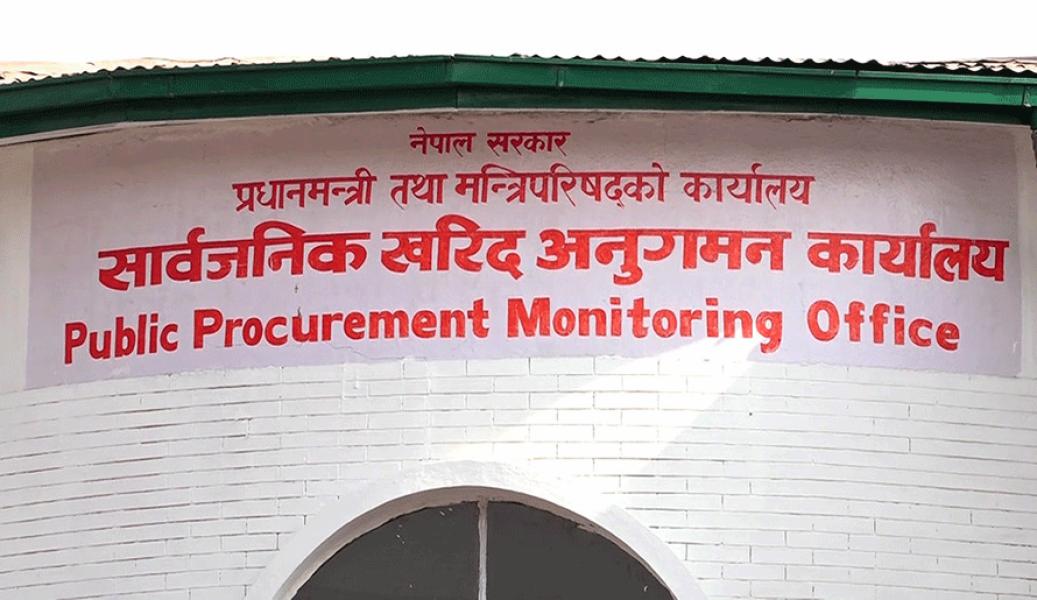 नेपाल सरकार
प्रधानमन्त्री तथा मन्त्रिपरिषद्को कार्यालय
सार्वजनिक खरिद अनुगमन कार्यालय
Public Procurement Monitoring Office